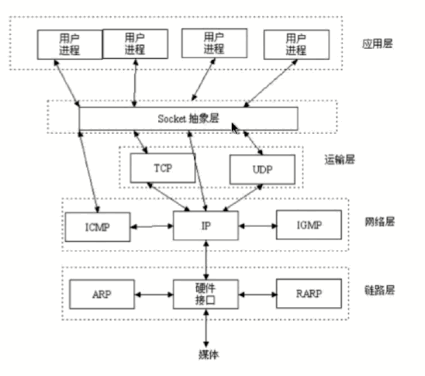 用户 用户 用户 用户
进程 进程 进程 进程
应用层
Socket 抽象层
TCP UDP
运输层
ICMP IP IGMP
网络层
ARP 硬件 RARP
接口
链路层
媒体